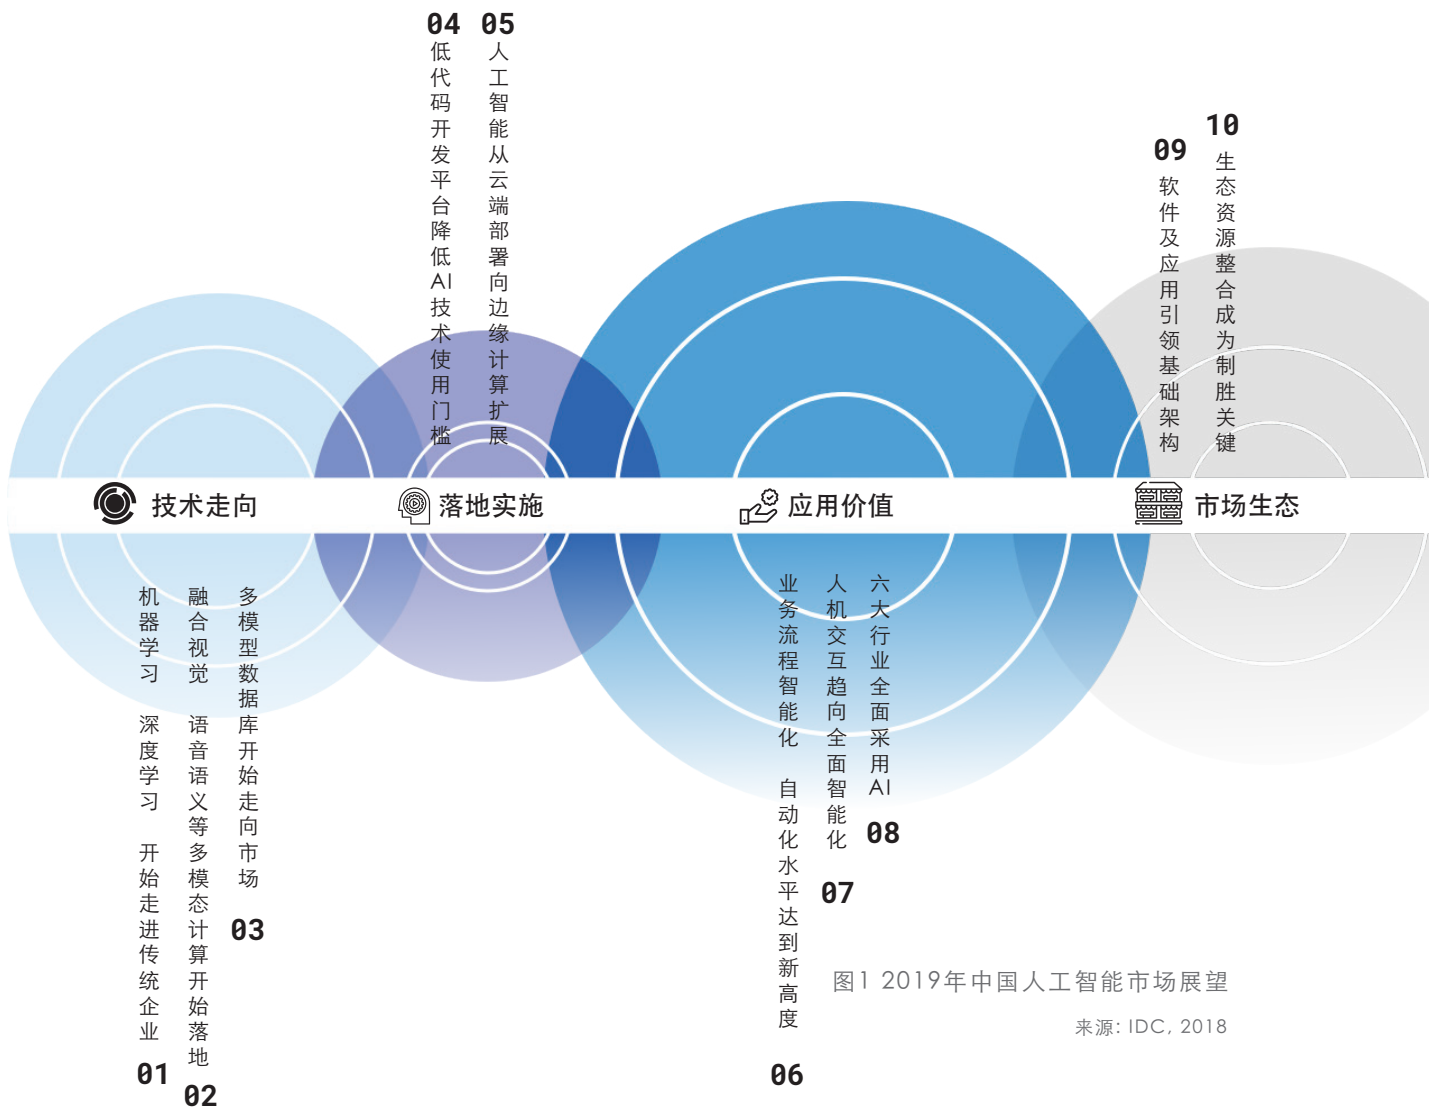 04
低代码开发平台降低AI技术使用门槛
05
人工智能从云端部署向边缘计算扩展
09
软件及应用引领基础架构
10
生态资源整合成为制胜关键
技术走向
落地实施
应用价值
市场生态
机器学习 深度学习 开始走进传统企业
01
融合视觉 语音语义等多模态计算开始落地
02
多模型数据库开始走向市场
03
业务流程智能化 自动化水平达到新高度
06
人机交互趋向全面智能化
07
六大行业全面采用AI
08
图1 2019年中国人工智能市场展望
来源: IDC, 2018